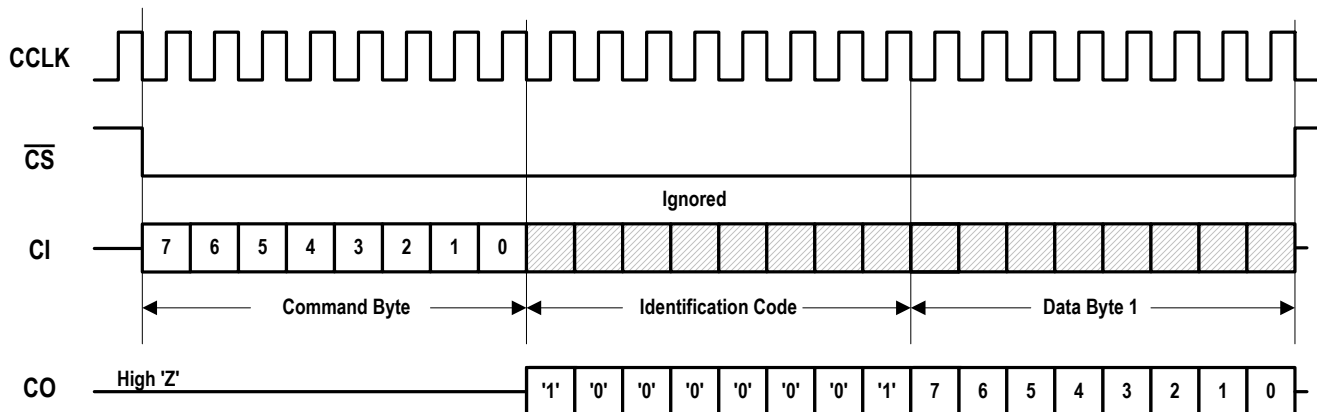 CCLK
CS
Ignored
CI 7 6 5 4 3 2 1 0
Command Byte Identification Code Data Byte 1
High 'Z'
CO '1' '0' '0' '0' '0' '0' '0' '1' 7 6 5 4 3 2 1 0